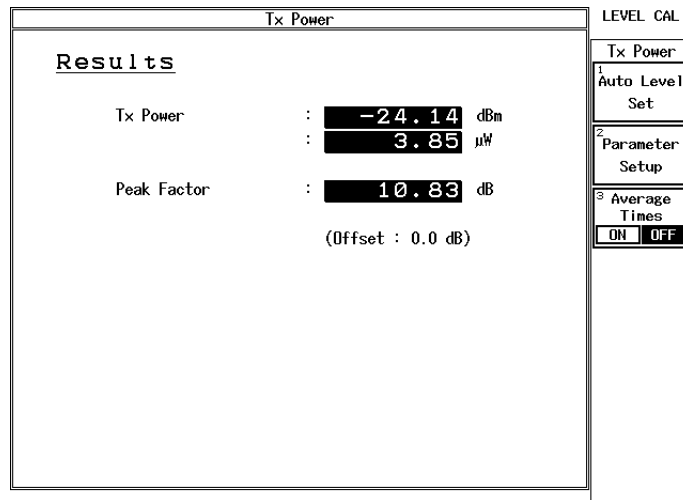 Tx Power
LEVEL CAL
Results
Tx Power : -24.14 dBm
: 3.85 µW
Peak Factor : 10.83 dB
(Offset : 0.0 dB)
Tx Power
1
Auto Level
Set
2
Parameter
Setup
3
Average
Times
ON OFF